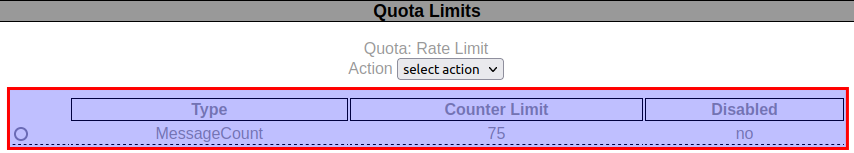 Quota Limits
Quota: Rate Limit
Action select action
Type Counter Limit Disabled
MessageCount 75 no